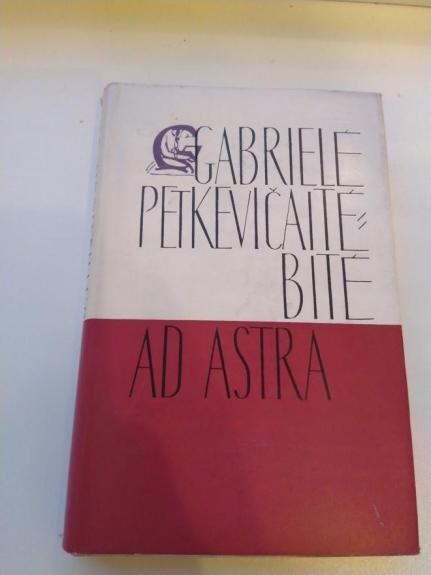 GABRIELĖ
PETKEVIČAITĖ=
BITĖ
AD ASTRA